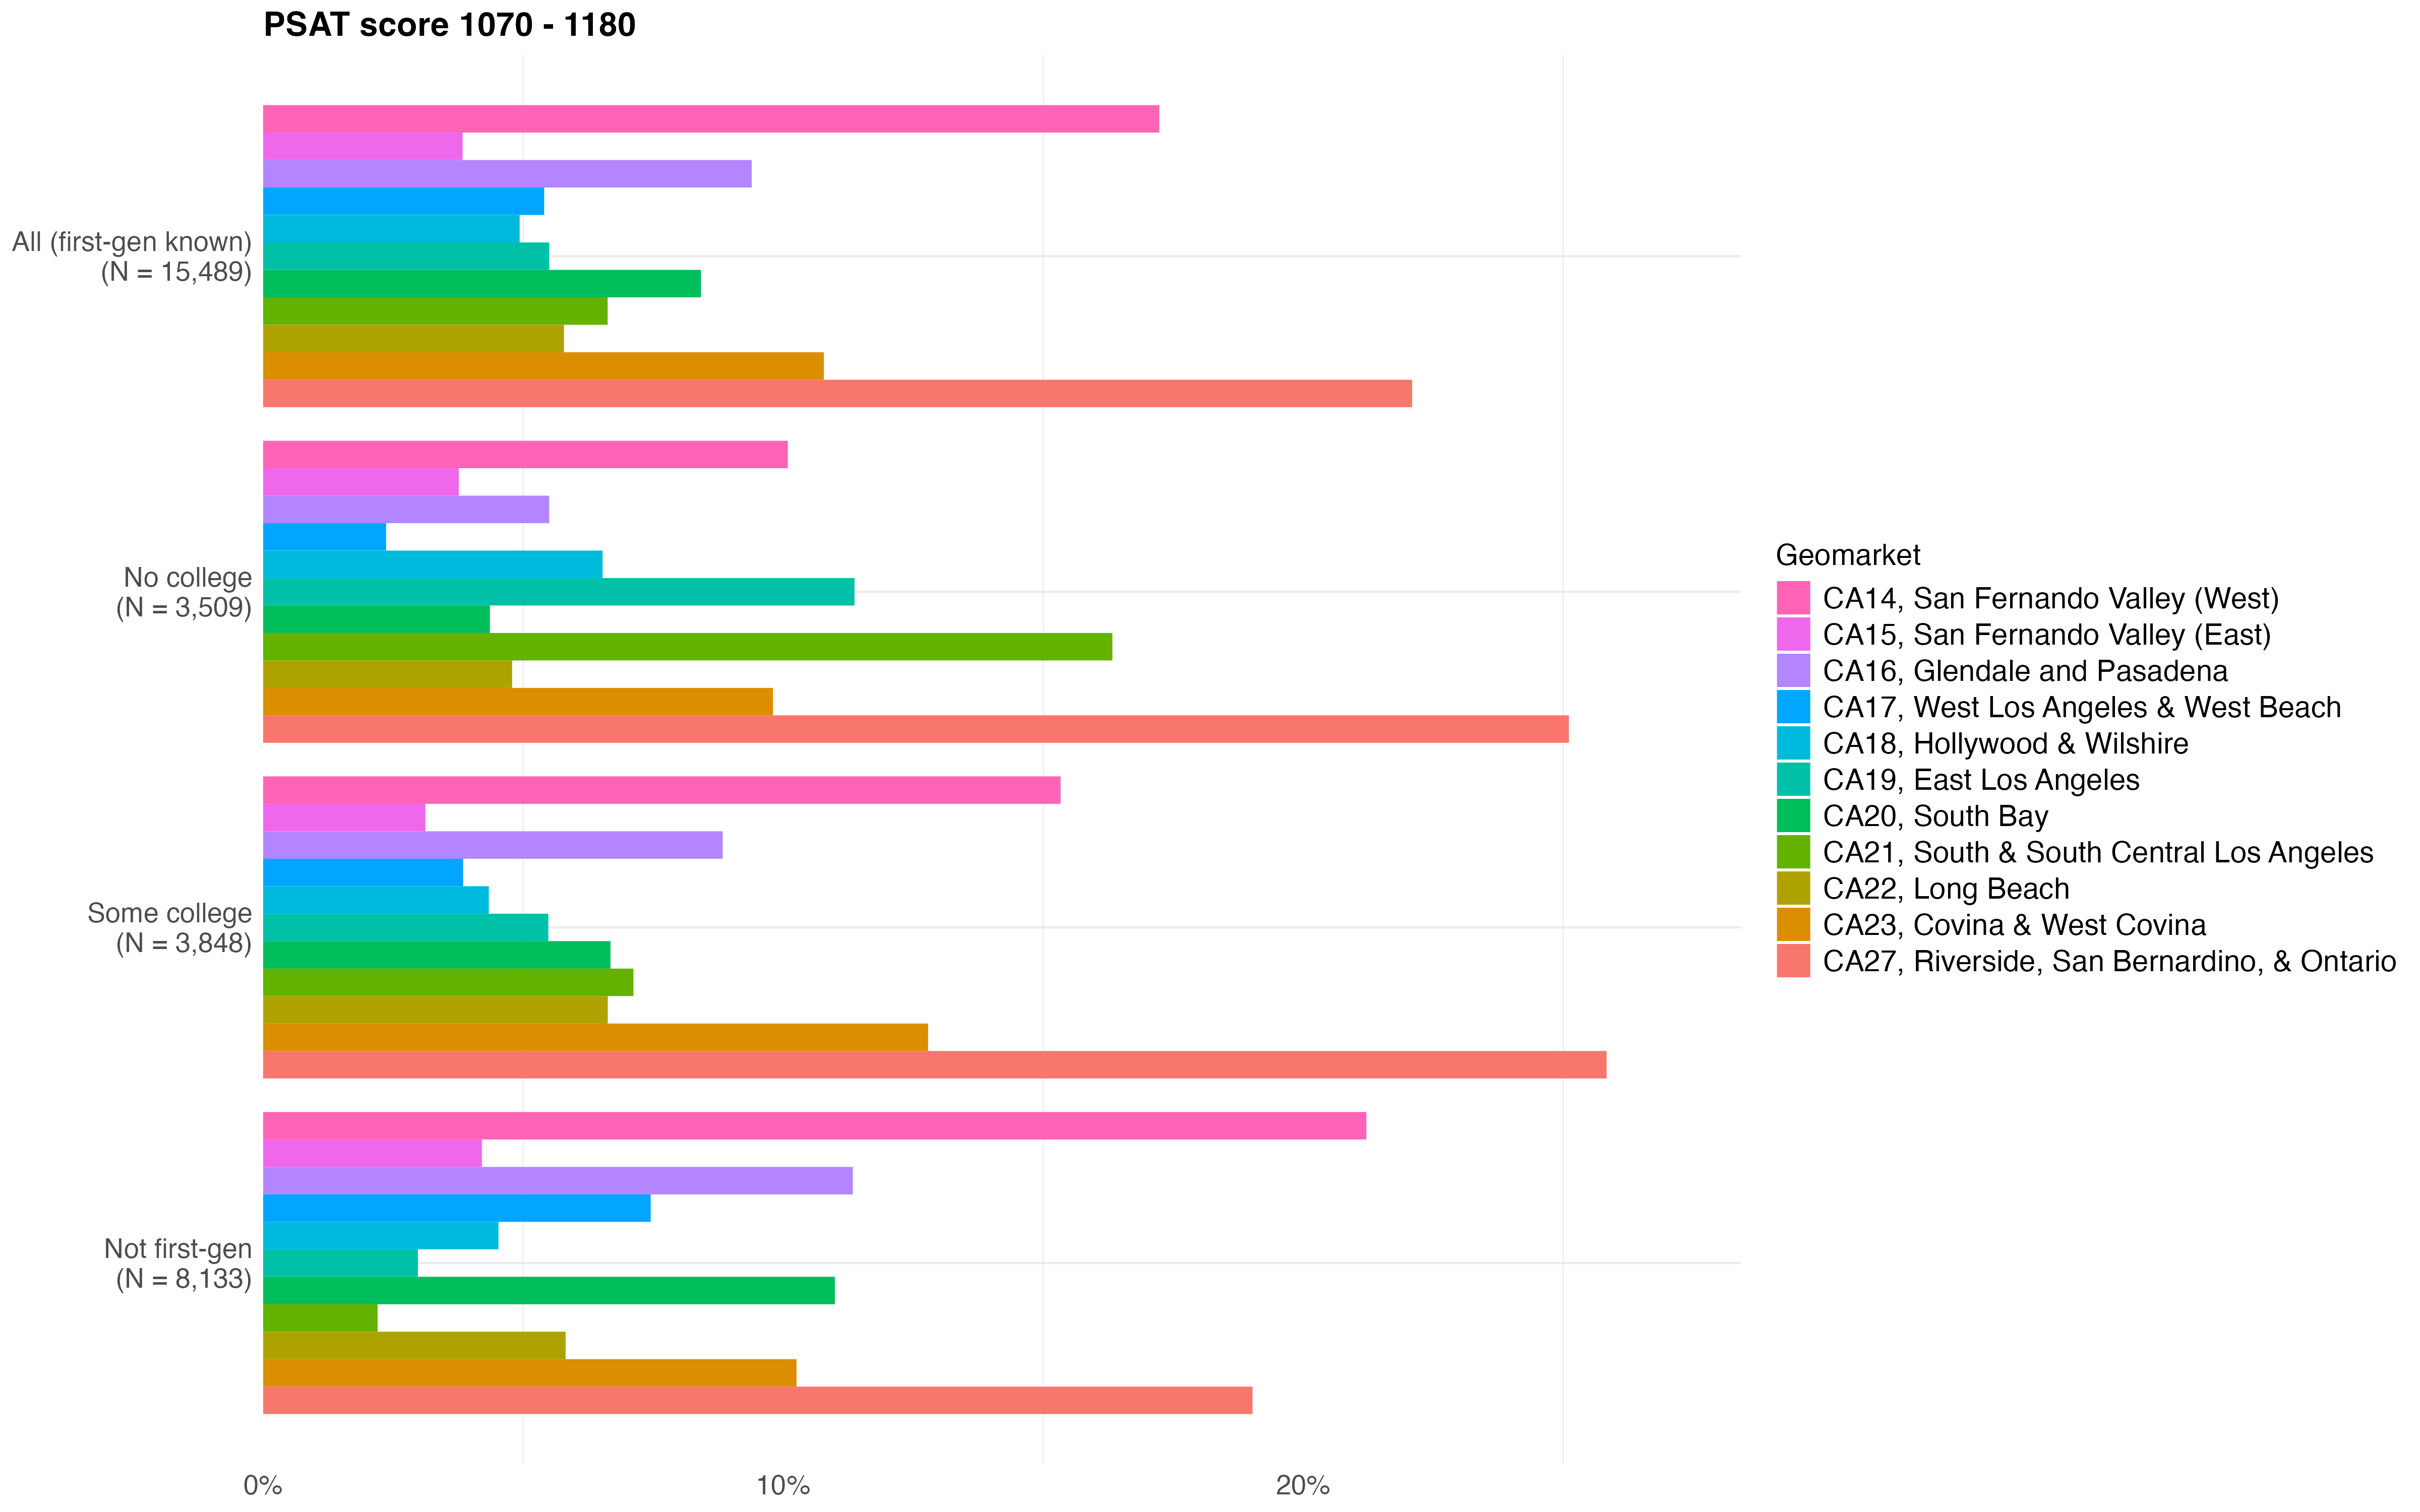 PSAT score 1070 - 1180
All (first-gen known)
(N = 15,489)
No college
(N = 3,509)
Some college
(N = 3,848)
Not first-gen
(N = 8,133)
0%
10%
20%
Geomarket
CA14, San Fernando Valley (West)
CA15, San Fernando Valley (East)
CA16, Glendale and Pasadena
CA17, West Los Angeles & West Beach
CA18, Hollywood & Wilshire
CA19, East Los Angeles
CA20, South Bay
CA21, South & South Central Los Angeles
CA22, Long Beach
CA23, Covina & West Covina
CA27, Riverside, San Bernardino, & Ontario